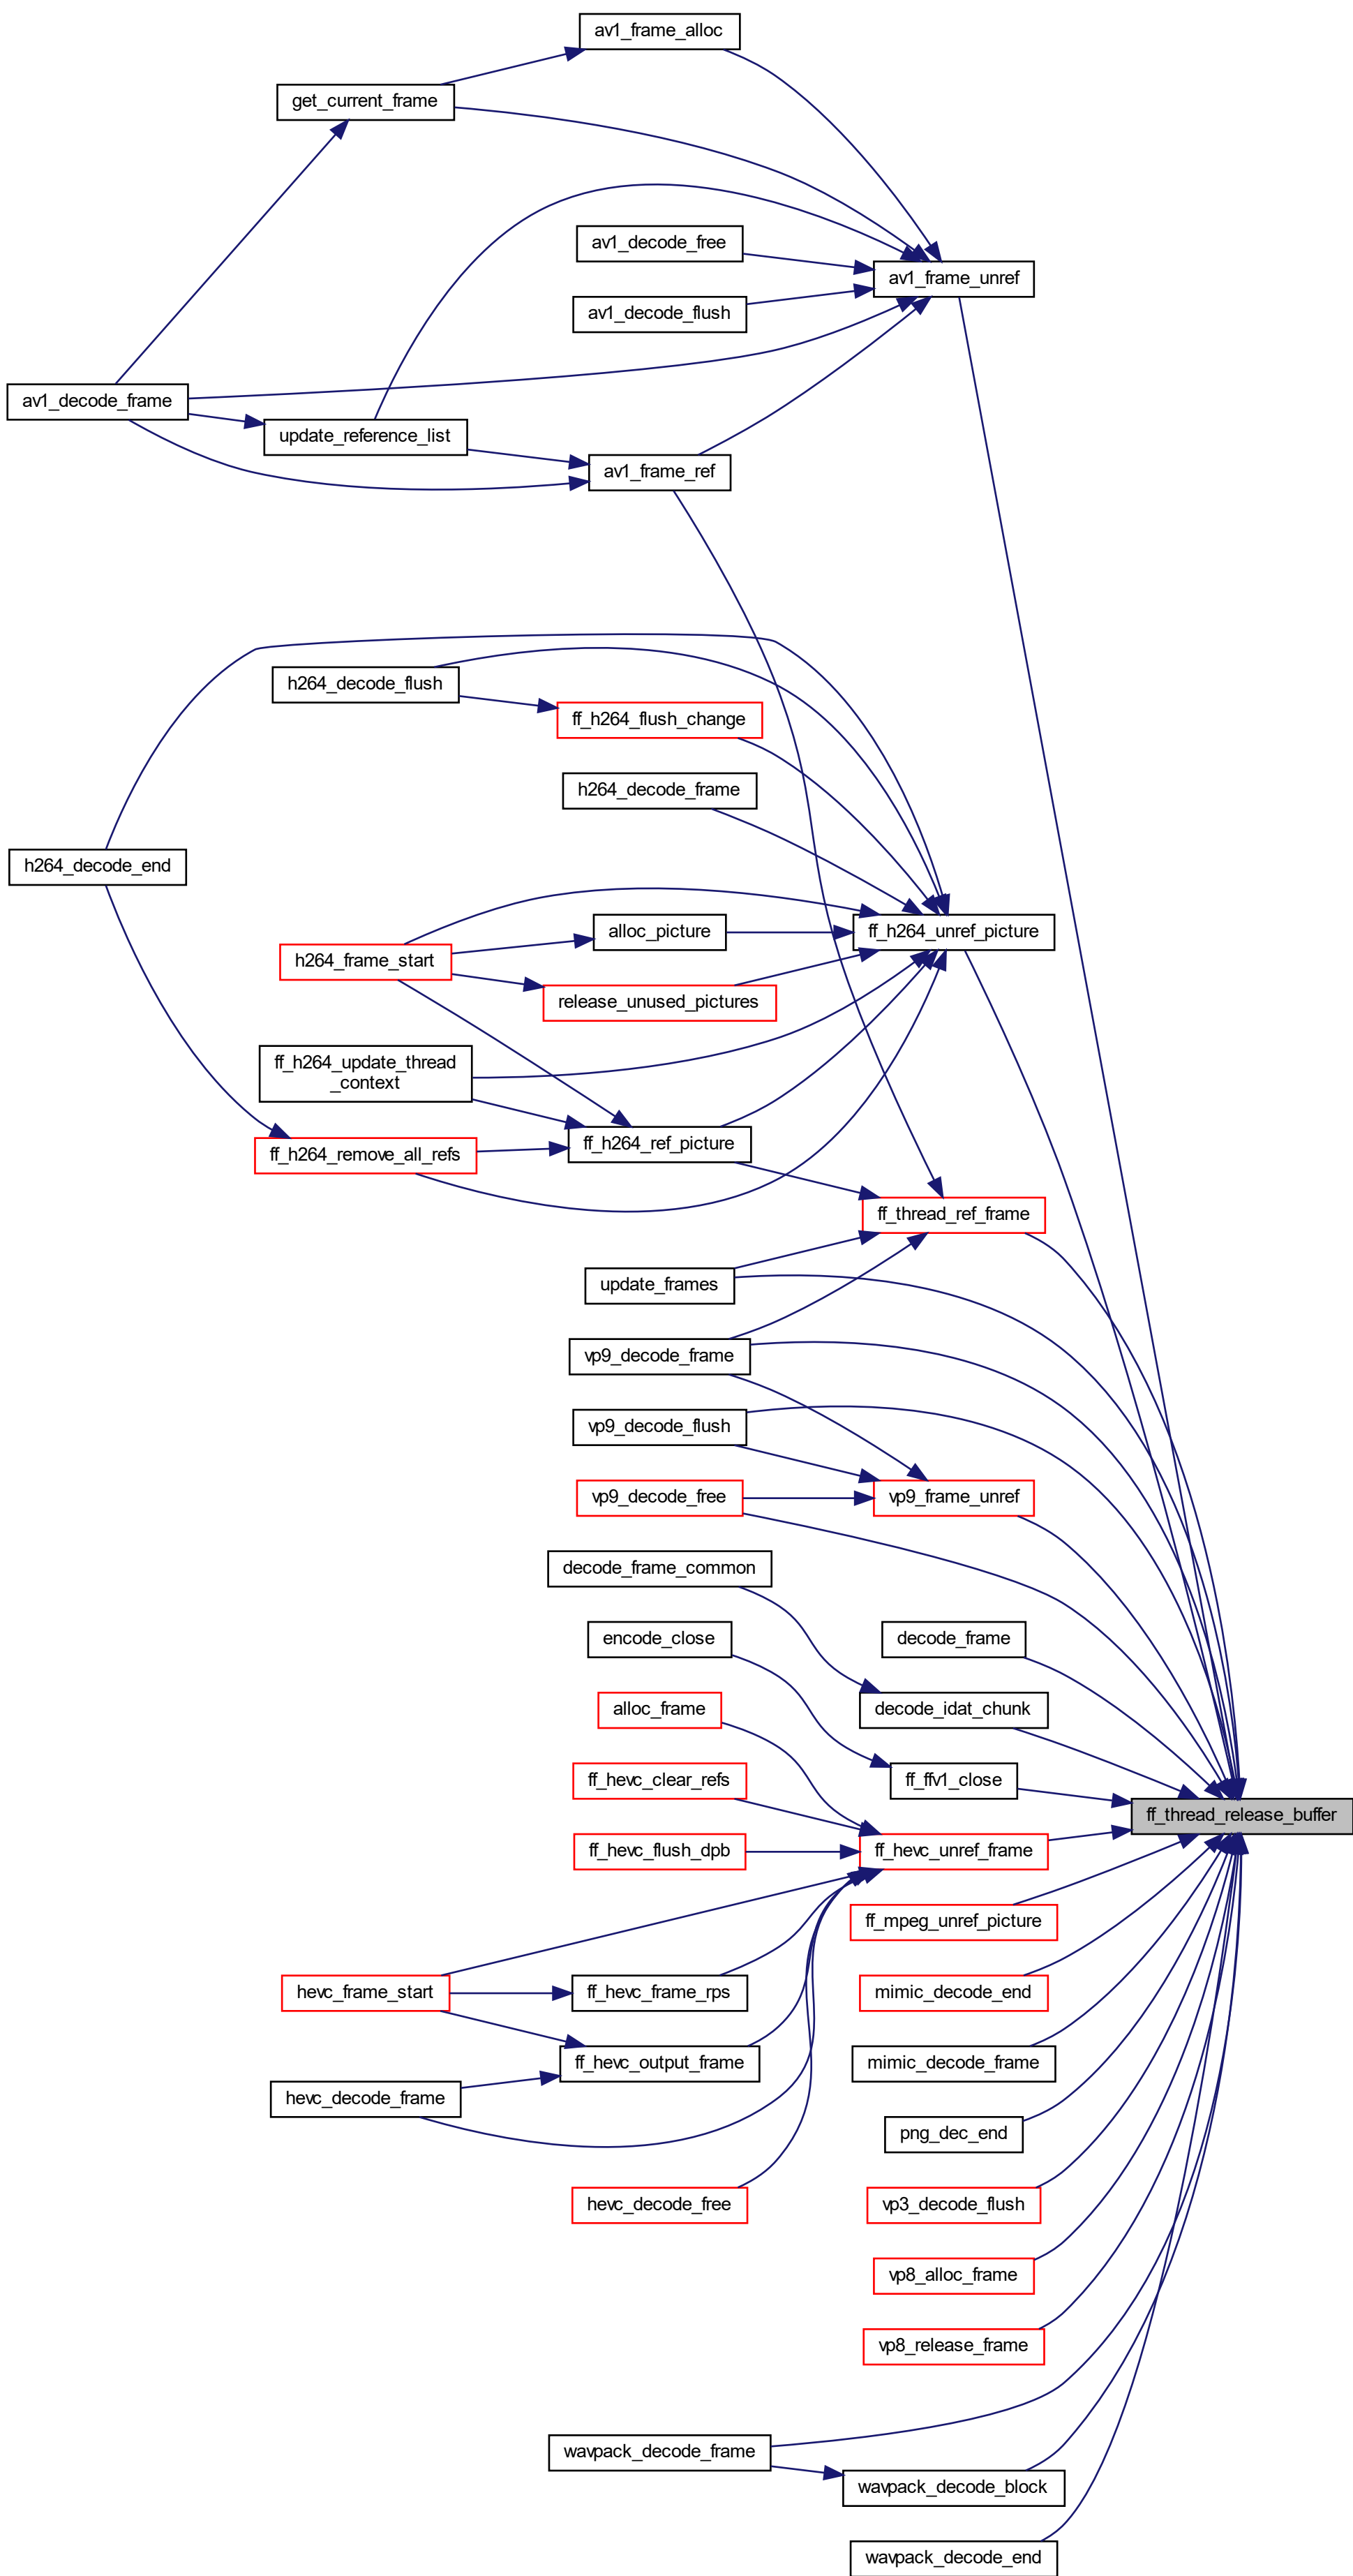 av1_frame_alloc
get_current_frame
av1_decode_free
av1_frame_unref
av1_decode_flush
av1_decode_frame
update_reference_list
av1_frame_ref
h264_decode_flush
ff_h264_flush_change
h264_decode_frame
h264_decode_end
alloc_picture
ff_h264_unref_picture
h264_frame_start
release_unused_pictures
ff_h264_update_thread
_context
ff_h264_ref_picture
ff_h264_remove_all_refs
ff_thread_ref_frame
update_frames
vp9_decode_frame
vp9_decode_flush
vp9_decode_free
vp9_frame_unref
decode_frame_common
encode_close
decode_frame
alloc_frame
decode_idat_chunk
ff_hevc_clear_refs
ff_ffv1_close
ff_thread_release_buffer
ff_hevc_flush_dpb
ff_hevc_unref_frame
ff_mpeg_unref_picture
hevc_frame_start
ff_hevc_frame_rps
mimic_decode_end
ff_hevc_output_frame
mimic_decode_frame
hevc_decode_frame
png_dec_end
hevc_decode_free
vp3_decode_flush
vp8_alloc_frame
vp8_release_frame
wavpack_decode_frame
wavpack_decode_block
wavpack_decode_end